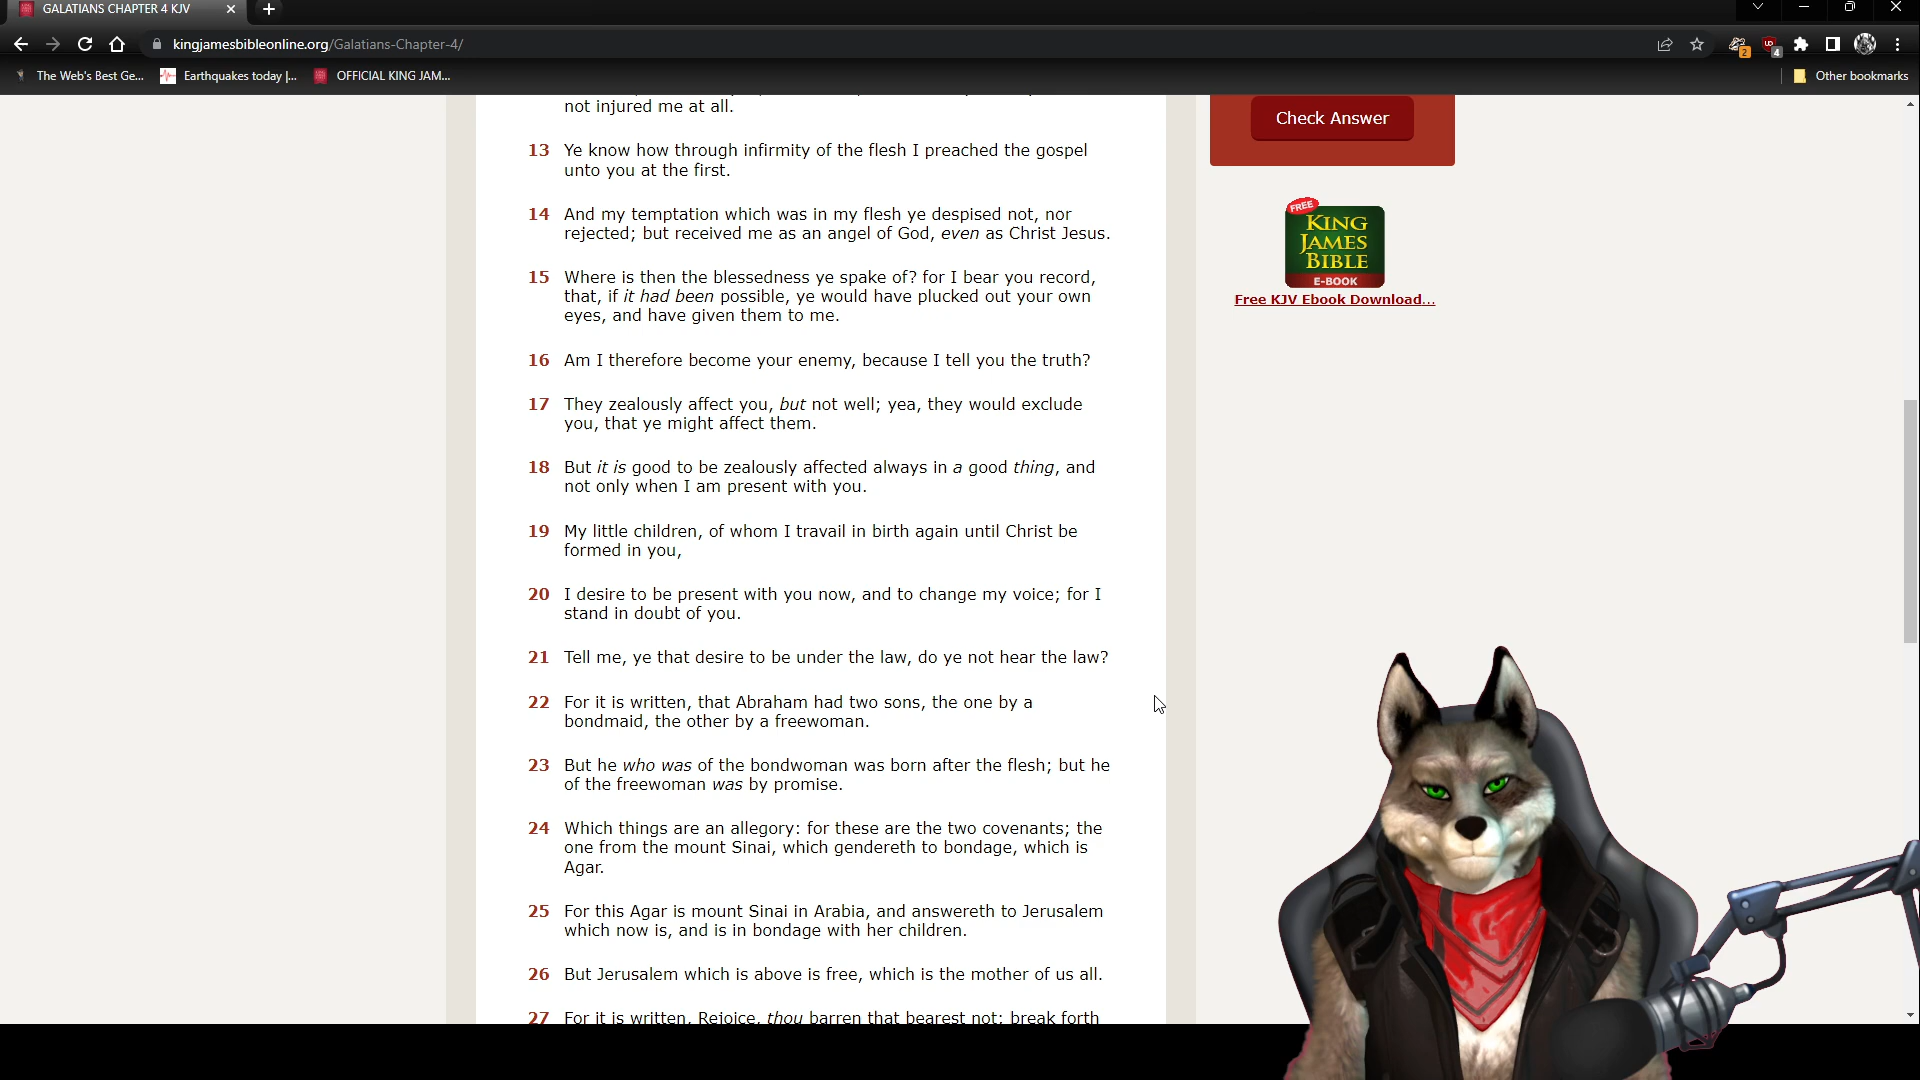 GALATIANS CHAPTER 4 KJV
kingjamesbibleonline.org/Galatians-Chapter-4/
2
4
The Web's Best Ge...
Earthquakes today |...
OFFICIAL KING JAM...
Other bookmarks
not injured me at all.
13 Ye know how through infirmity of the flesh I preached the gospel
unto you at the first.
14 And my temptation which was in my flesh ye despised not, nor
rejected; but received me as an angel of God, even as Christ Jesus.
15 Where is then the blessedness ye spake of? for I bear you record,
that, if it had been possible, ye would have plucked out your own
eyes, and have given them to me.
16 Am I therefore become your enemy, because I tell you the truth?
17 They zealously affect you, but not well; yea, they would exclude
you, that ye might affect them.
18 But it is good to be zealously affected always in a good thing, and
not only when I am present with you.
19 My little children, of whom I travail in birth again until Christ be
formed in you,
20 I desire to be present with you now, and to change my voice; for I
stand in doubt of you.
21 Tell me, ye that desire to be under the law, do ye not hear the law?
22 For it is written, that Abraham had two sons, the one by a
bondmaid, the other by a freewoman.
23 But he who was of the bondwoman was born after the flesh; but he
of the freewoman was by promise.
24 Which things are an allegory: for these are the two covenants; the
one from the mount Sinai, which gendereth to bondage, which is
Agar.
25 For this Agar is mount Sinai in Arabia, and answereth to Jerusalem
which now is, and is in bondage with her children.
26 But Jerusalem which is above is free, which is the mother of us all.
27 For it is written, Rejoice, thou barren that bearest not; break forth
Check Answer
FREE
KING
JAMES
BIBLE
E-BOOK
Free KJV Ebook Download...